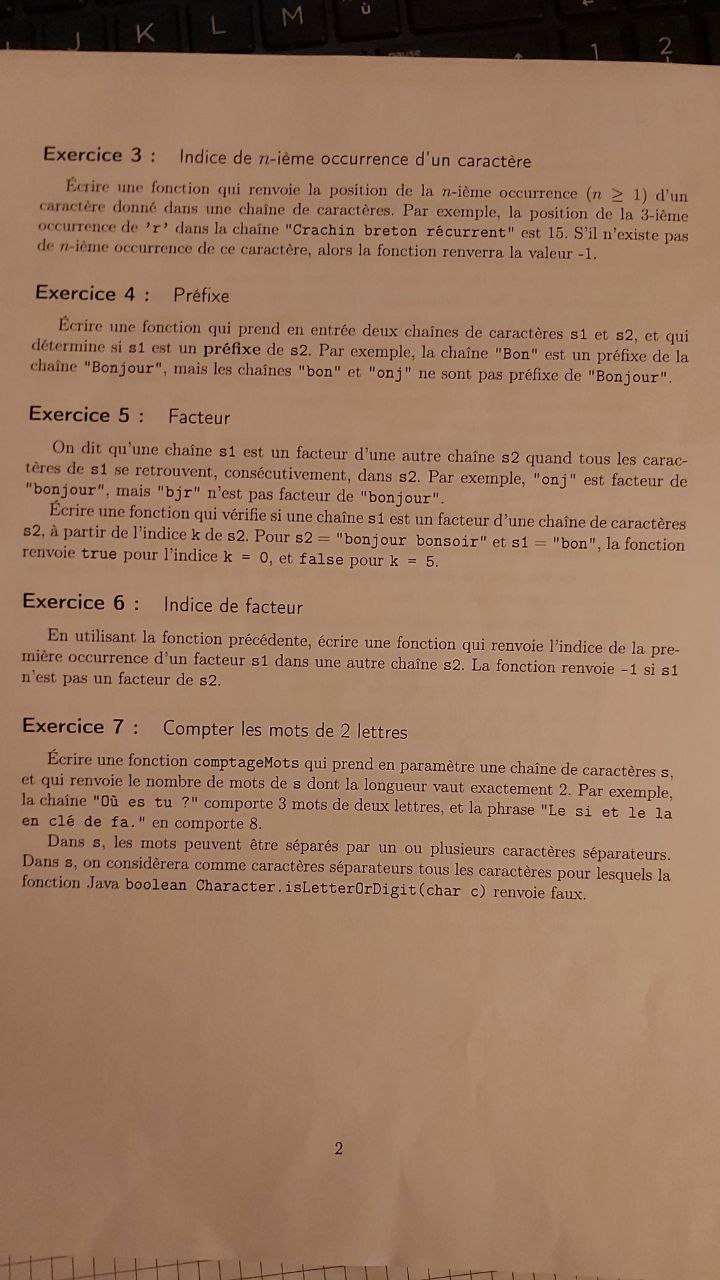 J K L M ù
pause
1 2
Exercice 3 : Indice de n-ième occurrence d'un caractère
Écrire une fonction qui renvoie la position de la n-ième occurrence (n ≥ 1) d'un
caractère donné dans une chaîne de caractères. Par exemple, la position de la 3-ième
occurrence de 'r' dans la chaîne "Crachin breton récurrent" est 15. S'il n'existe pas
de n-ième occurrence de ce caractère, alors la fonction renverra la valeur -1.
Exercice 4 : Préfixe
Écrire une fonction qui prend en entrée deux chaînes de caractères s1 et s2, et qui
détermine si s1 est un préfixe de s2. Par exemple, la chaîne "Bon" est un préfixe de la
chaîne "Bonjour", mais les chaînes "bon" et "onj" ne sont pas préfixe de "Bonjour".
Exercice 5 : Facteur
On dit qu'une chaîne s1 est un facteur d'une autre chaîne s2 quand tous les carac-
tères de s1 se retrouvent, consécutivement, dans s2. Par exemple, "onj" est facteur de
"bonjour", mais "bjr" n'est pas facteur de "bonjour".
Écrire une fonction qui vérifie si une chaîne s1 est un facteur d'une chaîne de caractères
s2, à partir de l'indice k de s2. Pour s2 = "bonjour bonsoir" et s1 = "bon", la fonction
renvoie true pour l'indice k = 0, et false pour k = 5.
Exercice 6 : Indice de facteur
En utilisant la fonction précédente, écrire une fonction qui renvoie l'indice de la pre-
mière occurrence d'un facteur s1 dans une autre chaîne s2. La fonction renvoie -1 si s1
n'est pas un facteur de s2.
Exercice 7 : Compter les mots de 2 lettres
Écrire une fonction comptageMots qui prend en paramètre une chaîne de caractères s,
et qui renvoie le nombre de mots de s dont la longueur vaut exactement 2. Par exemple,
la chaîne "Où es tu ?" comporte 3 mots de deux lettres, et la phrase "Le si et le la
en clé de fa." en comporte 8.
Dans s, les mots peuvent être séparés par un ou plusieurs caractères séparateurs.
Dans s, on considèrera comme caractères séparateurs tous les caractères pour lesquels la
fonction Java boolean Character.isLetterOrDigit(char c) renvoie faux.
2